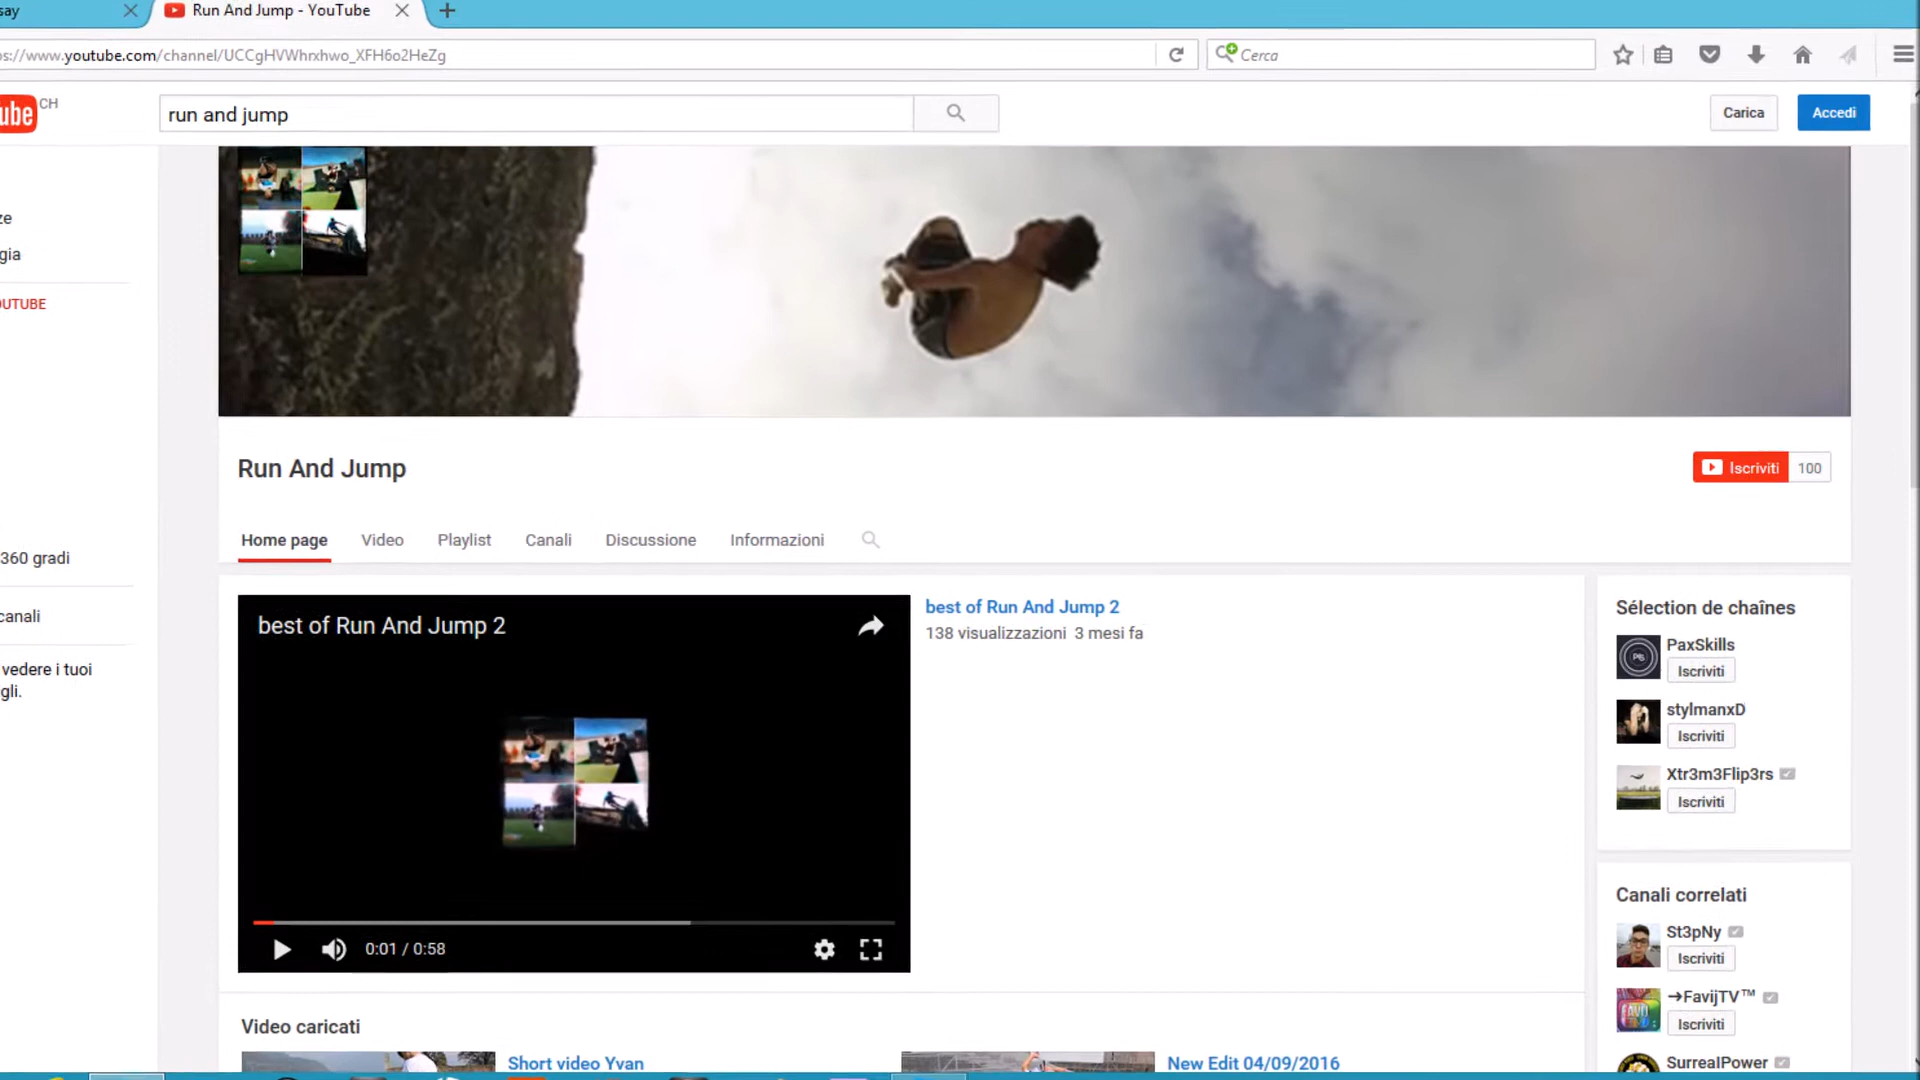 say
Run And Jump - YouTube
s://www.youtube.com/channel/UCCgHVWhrxhwo_XFH6o2HeZg
Cerca
ube CH
run and jump
Carica
Accedi
ze
gia
OUTUBE
360 gradi
canali
vedere i tuoi
gli.
Run And Jump
Iscriviti 100
Home page Video Playlist Canali Discussione Informazioni
best of Run And Jump 2
0:01 / 0:58
best of Run And Jump 2
138 visualizzazioni 3 mesi fa
Sélection de chaînes
PaxSkills
Iscriviti
stylmanxD
Iscriviti
Xtr3m3Flip3rs
Iscriviti
Canali correlati
St3pNy
Iscriviti
➔FavijTV™
Iscriviti
SurrealPower
Video caricati
Short video Yvan
New Edit 04/09/2016